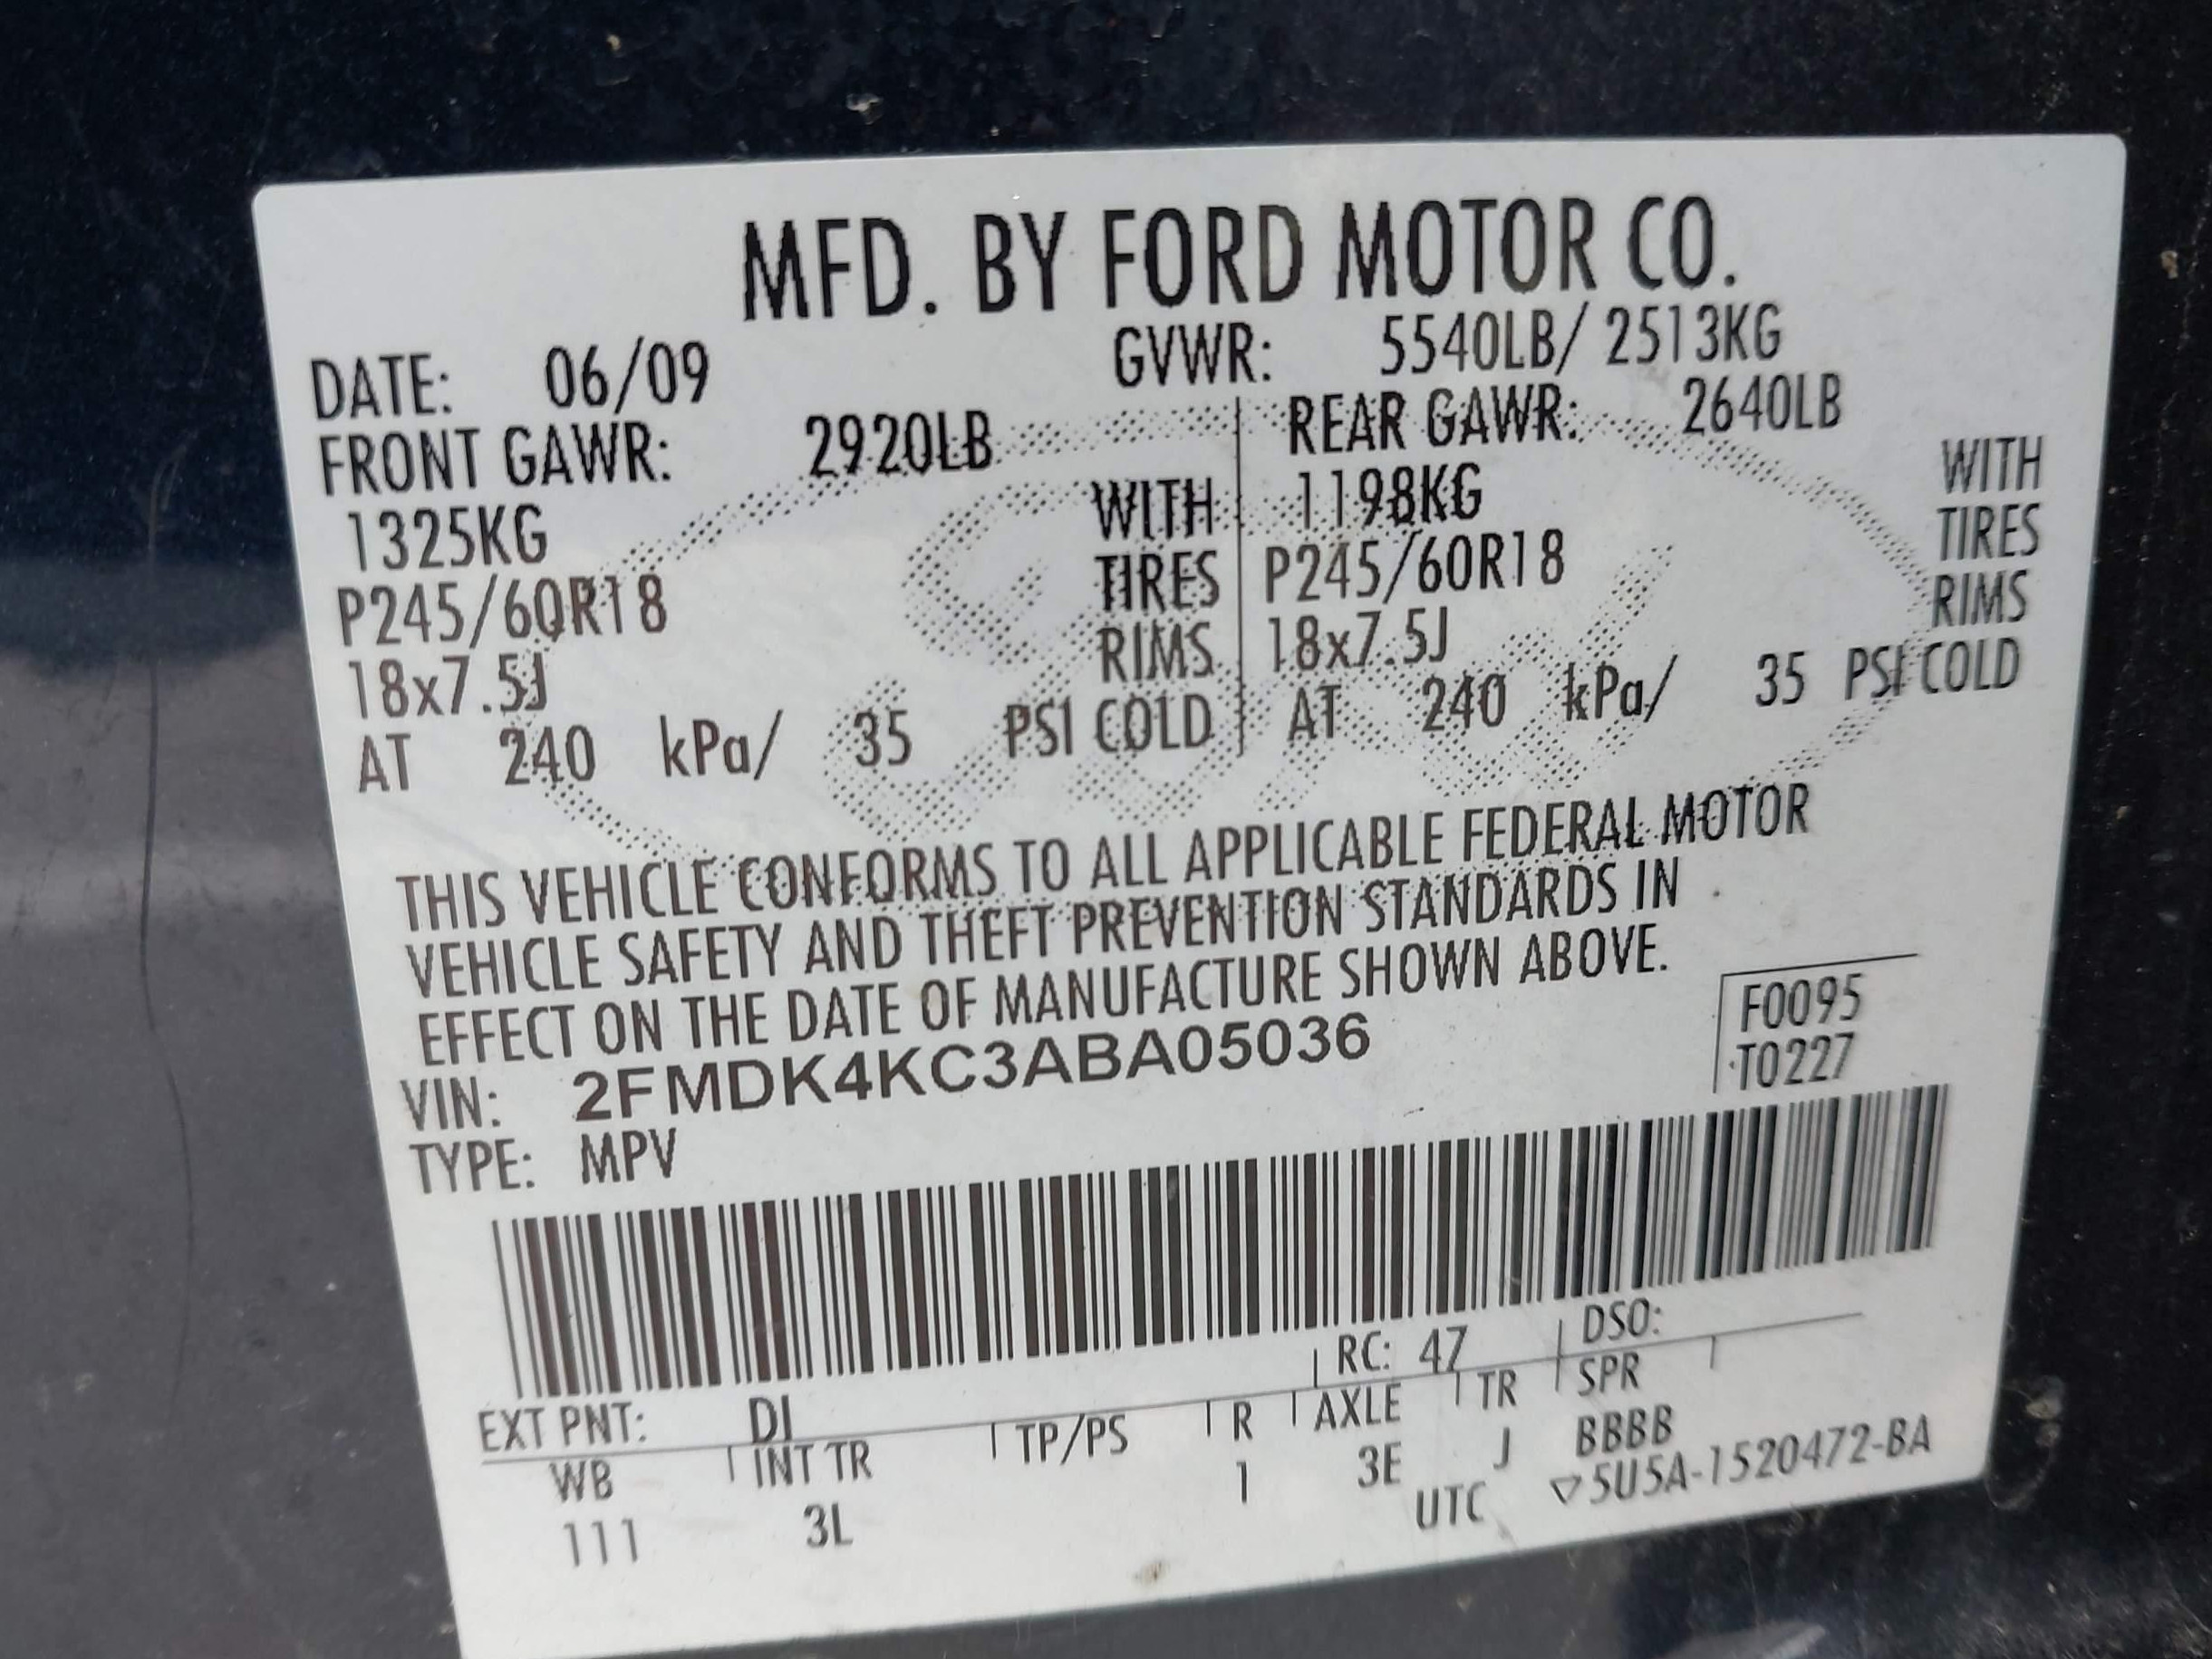 MFD. BY FORD MOTOR CO.
DATE: 06/09 GVWR: 5540LB/ 2513KG
FRONT GAWR: 2920LB REAR GAWR: 2640LB
1325KG WITH 1198KG WITH
P245/60R18 TIRES P245/60R18 TIRES
18x7.5J RIMS 18x7.5J RIMS
AT 240 kPa/ 35 PSI COLD AT 240 kPa/ 35 PSI COLD
THIS VEHICLE CONFORMS TO ALL APPLICABLE FEDERAL MOTOR
VEHICLE SAFETY AND THEFT PREVENTION STANDARDS IN
EFFECT ON THE DATE OF MANUFACTURE SHOWN ABOVE.
F0095
VIN: 2FMDK4KC3ABA05036
T0227
TYPE: MPV
EXT PNT: DI RC: 47 DSO:
WB INT TR TP/PS R AXLE TR SPR
111 3L 1 3E J BBBB
UTC ▽5U5A-1520472-BA